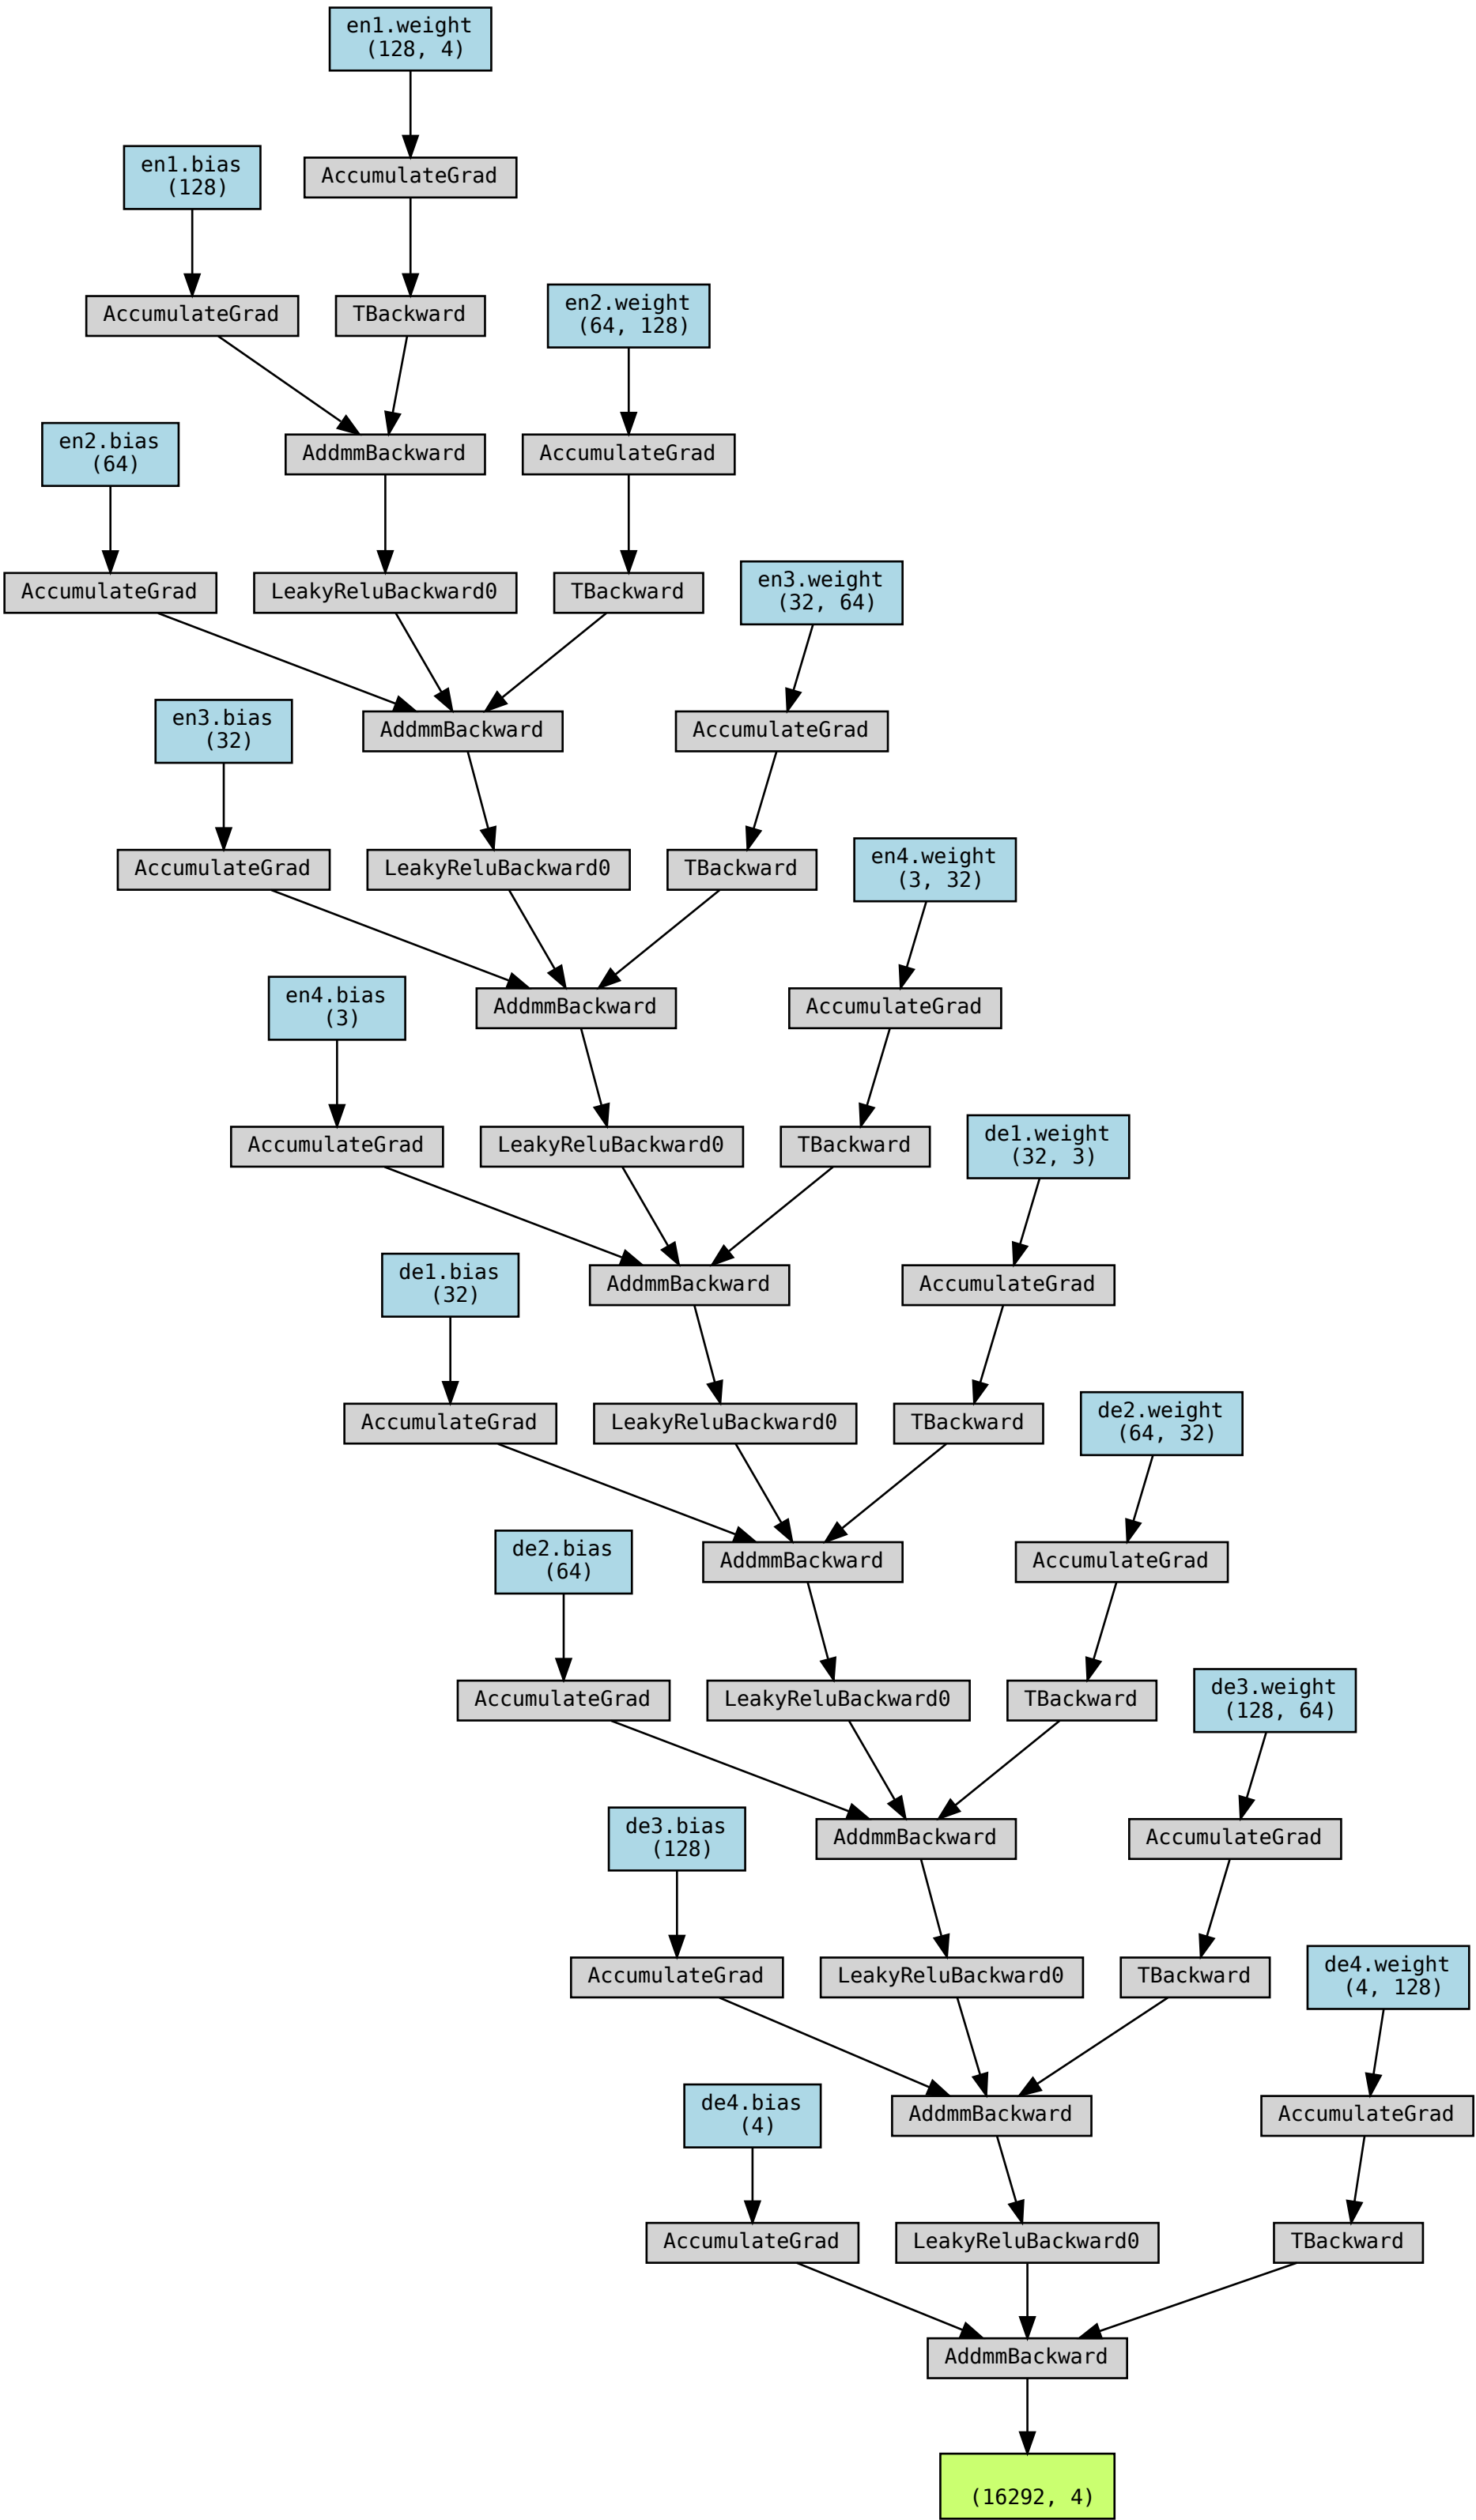 en1.weight
(128, 4)
en1.bias
(128)
AccumulateGrad
AccumulateGrad
TBackward
en2.weight
(64, 128)
en2.bias
(64)
AddmmBackward
AccumulateGrad
AccumulateGrad
LeakyReluBackward0
TBackward
en3.weight
(32, 64)
en3.bias
(32)
AddmmBackward
AccumulateGrad
AccumulateGrad
LeakyReluBackward0
TBackward
en4.weight
(3, 32)
en4.bias
(3)
AddmmBackward
AccumulateGrad
AccumulateGrad
LeakyReluBackward0
TBackward
de1.weight
(32, 3)
de1.bias
(32)
AddmmBackward
AccumulateGrad
AccumulateGrad
LeakyReluBackward0
TBackward
de2.weight
(64, 32)
de2.bias
(64)
AddmmBackward
AccumulateGrad
AccumulateGrad
LeakyReluBackward0
TBackward
de3.weight
(128, 64)
de3.bias
(128)
AddmmBackward
AccumulateGrad
AccumulateGrad
LeakyReluBackward0
TBackward
de4.weight
(4, 128)
de4.bias
(4)
AddmmBackward
AccumulateGrad
AccumulateGrad
LeakyReluBackward0
TBackward
AddmmBackward
(16292, 4)